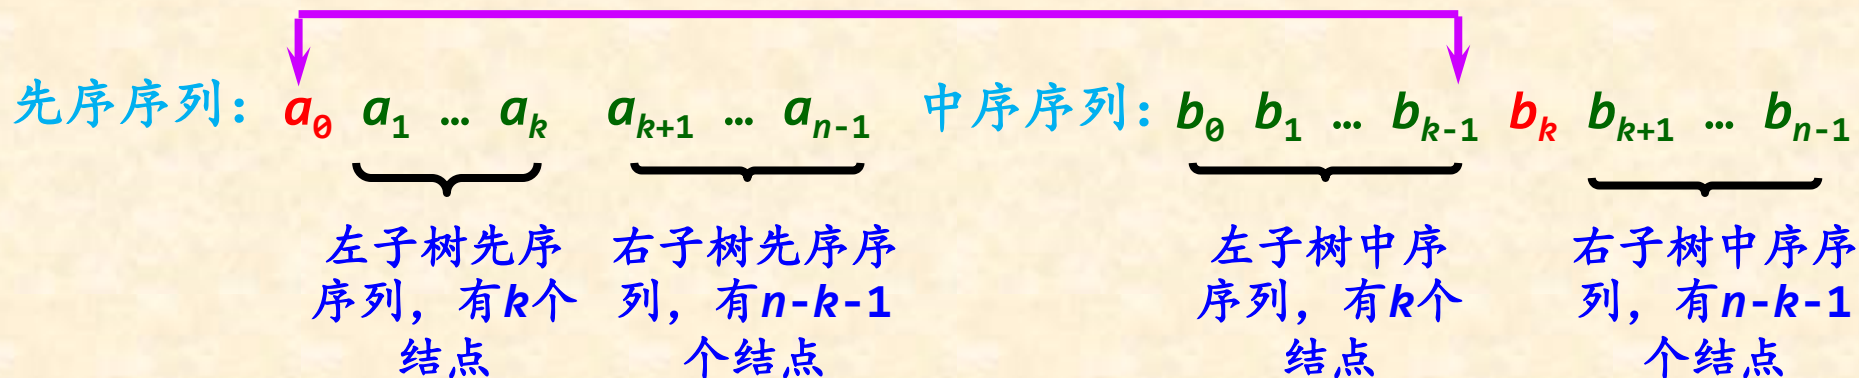 先序序列: a0 a1 … ak ak+1 … an-1 中序序列: b0 b1 … bk-1 bk bk+1 … bn-1
左子树先序
序列，有k个
结点
右子树先序序
列，有n-k-1
个结点
左子树中序
序列，有k个
结点
右子树中序序
列，有n-k-1
个结点